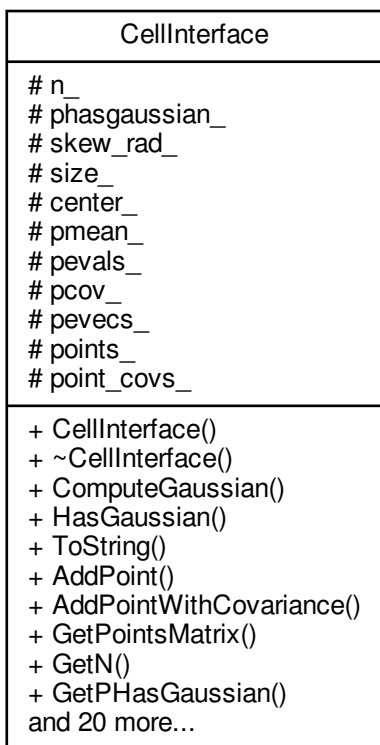 CellInterface
# n_
# phasgaussian_
# skew_rad_
# size_
# center_
# pmean_
# pevals_
# pcov_
# pevecs_
# points_
# point_covs_
+ CellInterface()
+ ~CellInterface()
+ ComputeGaussian()
+ HasGaussian()
+ ToString()
+ AddPoint()
+ AddPointWithCovariance()
+ GetPointsMatrix()
+ GetN()
+ GetPHasGaussian()
and 20 more...